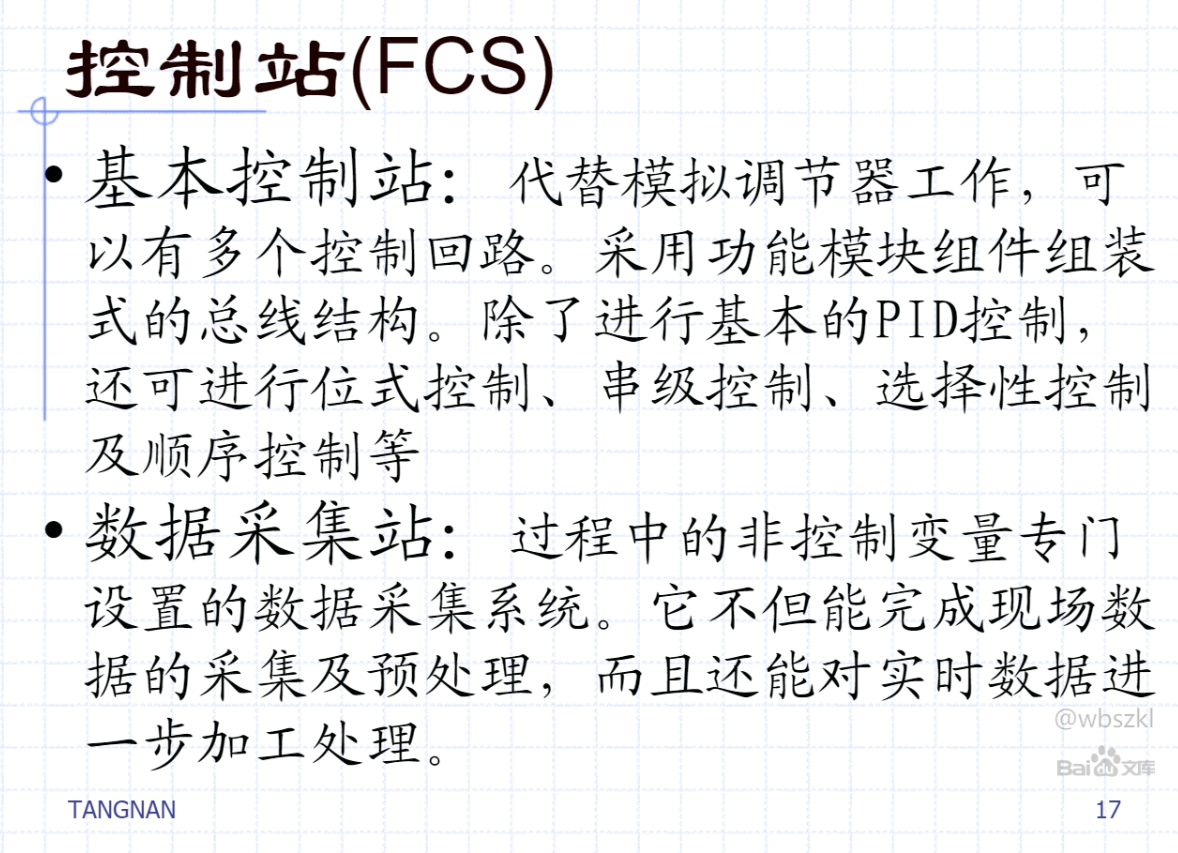 控制站(FCS)
• 基本控制站：代替模拟调节器工作，可
以有多个控制回路。采用功能模块组件组装
式的总线结构。除了进行基本的PID控制，
还可进行位式控制、串级控制、选择性控制
及顺序控制等
• 数据采集站：过程中的非控制变量专门
设置的数据采集系统。它不但能完成现场数
据的采集及预处理，而且还能对实时数据进
一步加工处理。
@wbszkl
Bai du 文库
TANGNAN
17